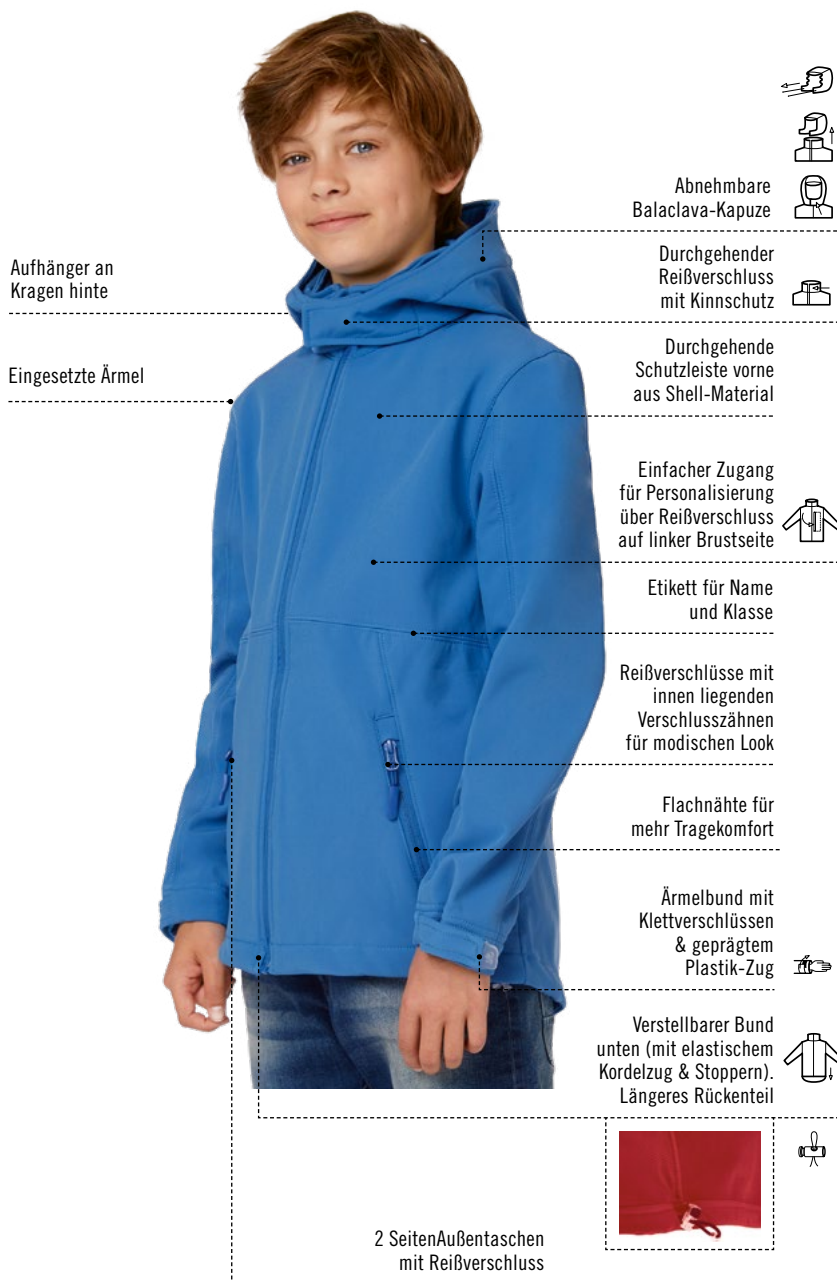 Abnehmbare
Balaclava-Kapuze
Aufhänger an
Kragen hinte
Durchgehender
Reißverschluss
mit Kinnschutz
Eingesetzte Ärmel
Durchgehende
Schutzleiste vorne
aus Shell-Material
Einfacher Zugang
für Personalisierung
über Reißverschluss
auf linker Brustseite
Etikett für Name
und Klasse
Reißverschlüsse mit
innen liegenden
Verschlusszähnen
für modischen Look
Flachnähte für
mehr Tragekomfort
Ärmelbund mit
Klettverschlüssen
& geprägtem
Plastik-Zug
Verstellbarer Bund
unten (mit elastischem
Kordelzug & Stoppern).
Längeres Rückenteil
2 SeitenAußentaschen
mit Reißverschluss